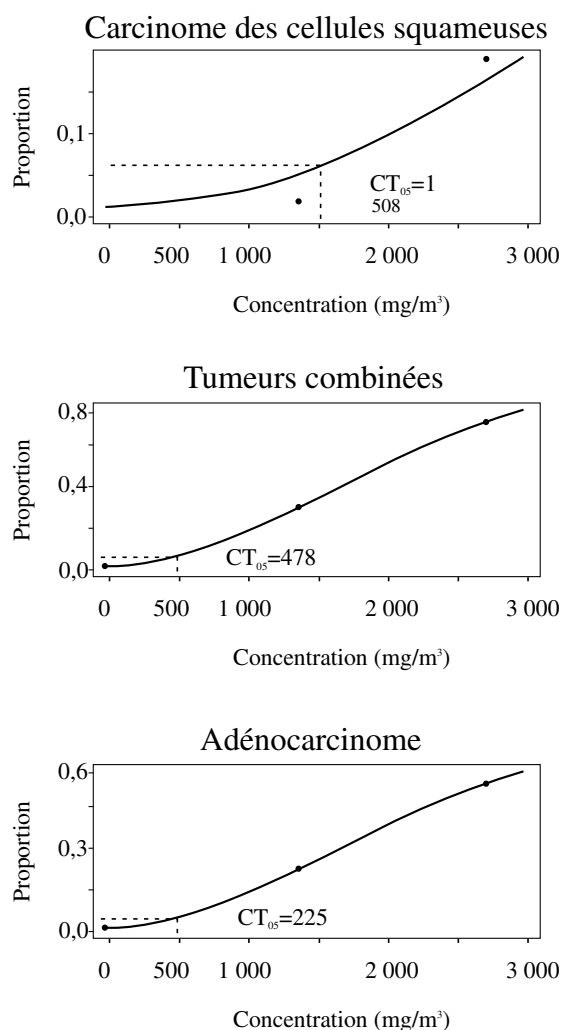 Carcinome des cellules squameuses
Proportion
0,1
0,0
CT05=1
508
0 500 1 000 2 000 3 000
Concentration (mg/m³)
Tumeurs combinées
Proportion
0,8
0,4
0,0
CT05=478
0 500 1 000 2 000 3 000
Concentration (mg/m³)
Adénocarcinome
Proportion
0,6
0,3
0,0
CT05=225
0 500 1 000 2 000 3 000
Concentration (mg/m³)